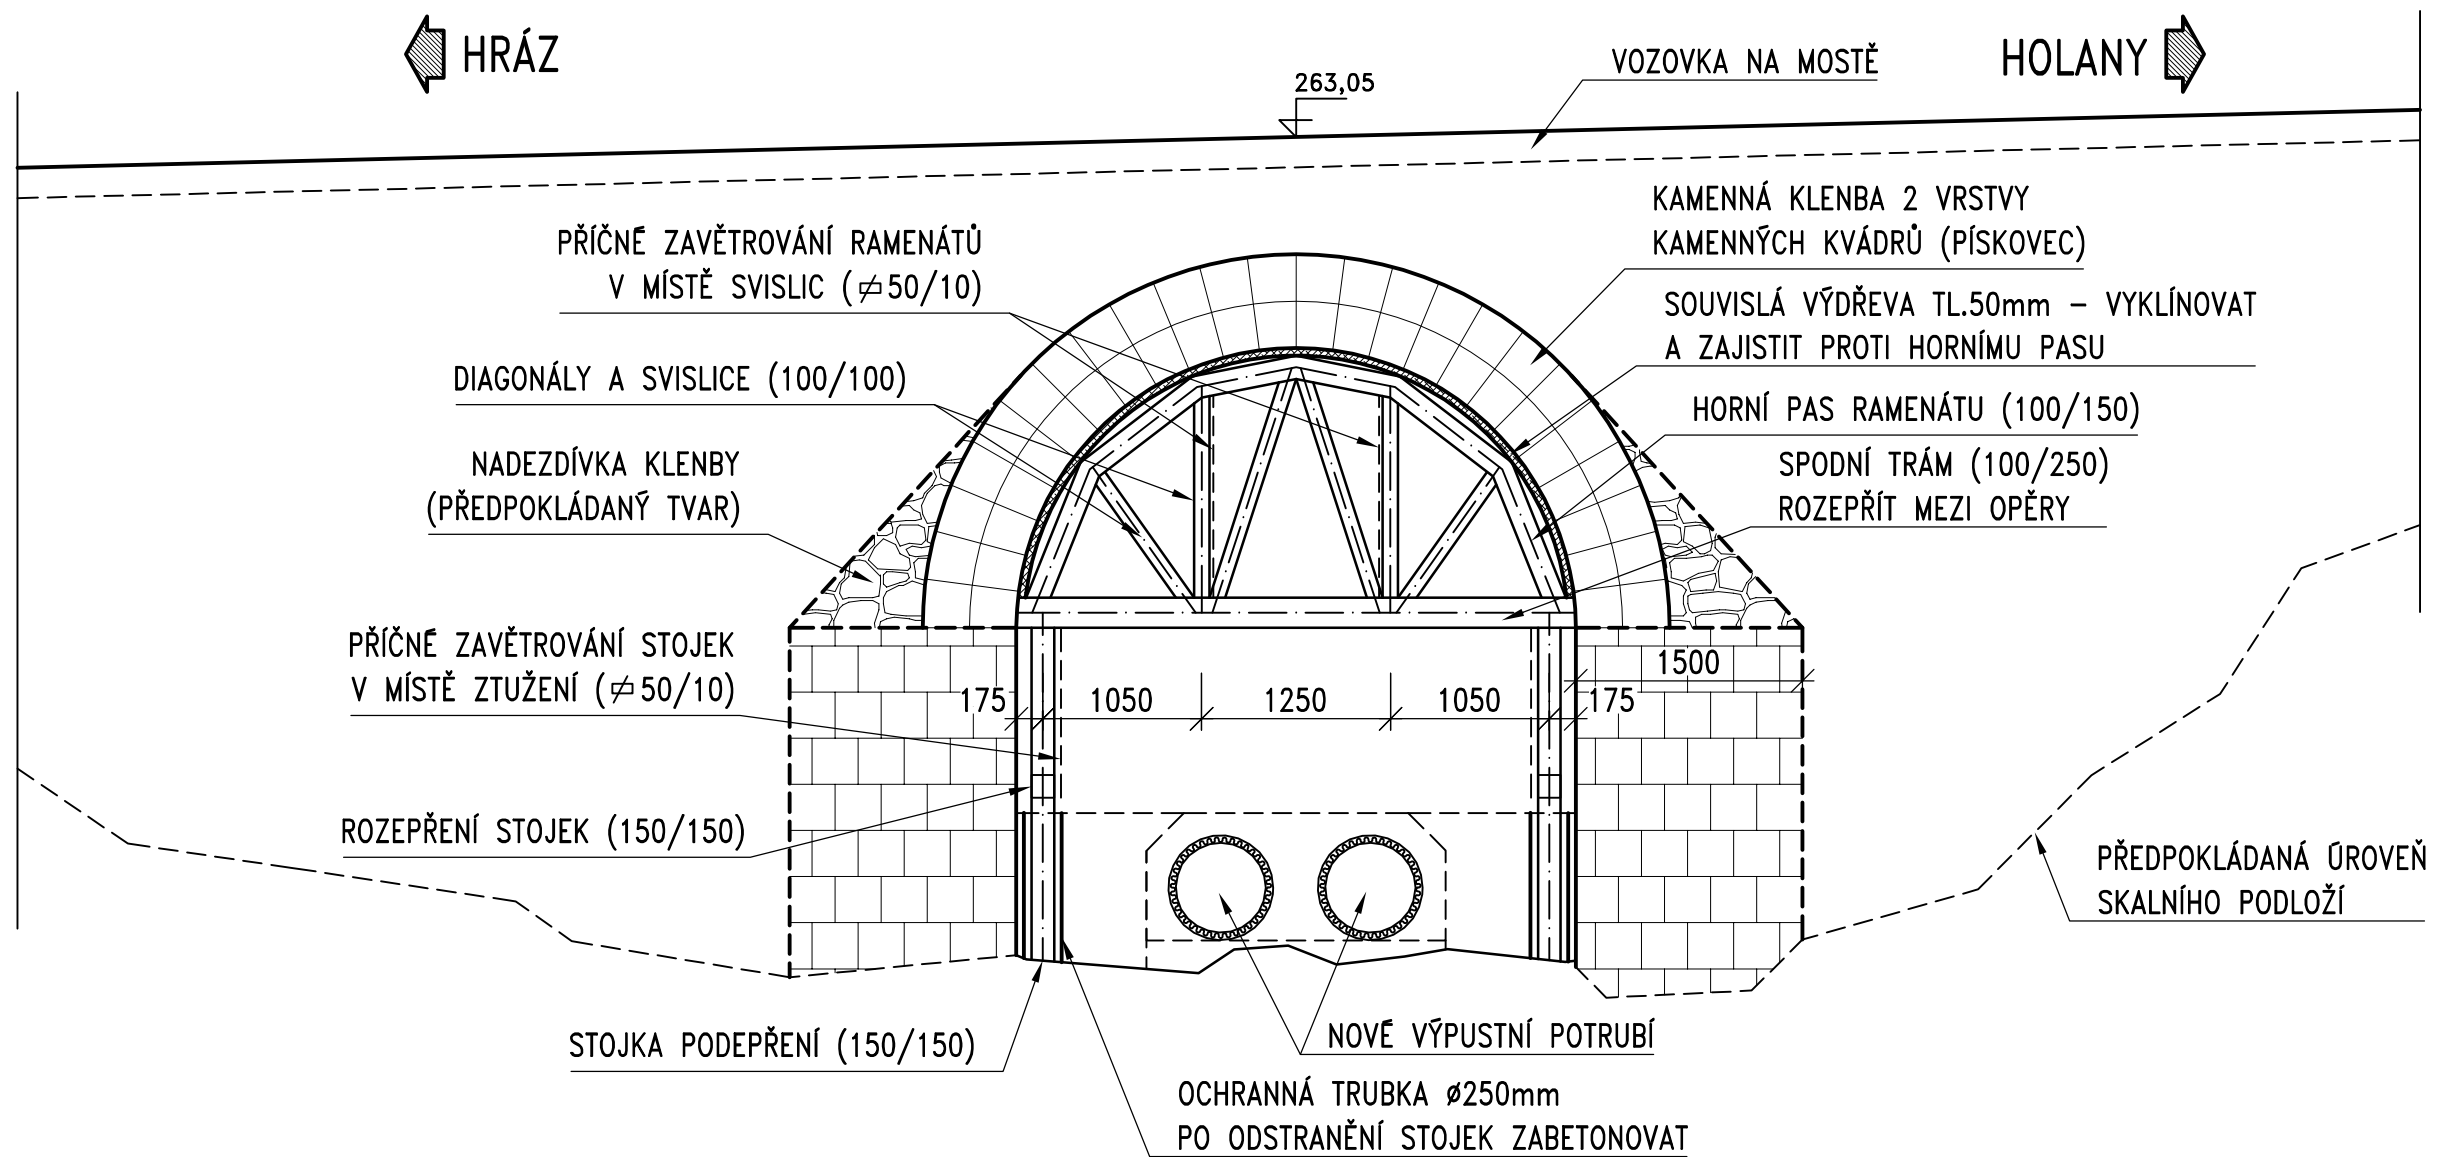 HRÁZ
HOLANY
VOZOVKA NA MOSTĚ
263,05
KAMENNÁ KLENBA 2 VRSTVY
KAMENNÝCH KVÁDRŮ (PÍSKOVEC)
PŘÍČNÉ ZAVĚTROVÁNÍ RAMENÁTŮ
V MÍSTĚ SVISLIC (▭50/10)
SOUVISLÁ VÝDŘEVA TL.50mm – VYKLÍNOVAT
A ZAJISTIT PROTI HORNÍMU PASU
DIAGONÁLY A SVISLICE (100/100)
HORNÍ PAS RAMENÁTU (100/150)
NADEZDÍVKA KLENBY
(PŘEDPOKLÁDANÝ TVAR)
SPODNÍ TRÁM (100/250)
ROZEPŘÍT MEZI OPĚRY
PŘÍČNÉ ZAVĚTROVÁNÍ STOJEK
V MÍSTĚ ZTUŽENÍ (▭50/10)
1500
175
1050
1250
1050
175
ROZEPŘENÍ STOJEK (150/150)
PŘEDPOKLÁDANÁ ÚROVEŇ
SKALNÍHO PODLOŽÍ
STOJKA PODEPŘENÍ (150/150)
NOVÉ VÝPUSTNÍ POTRUBÍ
OCHRANNÁ TRUBKA ø250mm
PO ODSTRANĚNÍ STOJEK ZABETONOVAT